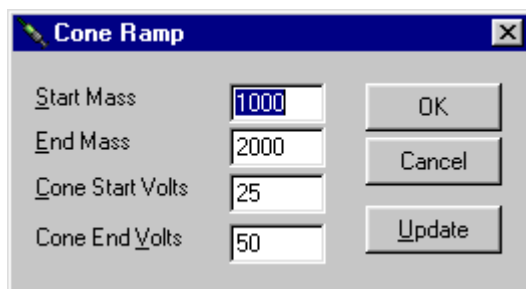 Cone Ramp
Start Mass 1000 OK
End Mass 2000 Cancel
Cone Start Volts 25
Cone End Volts 50 Update